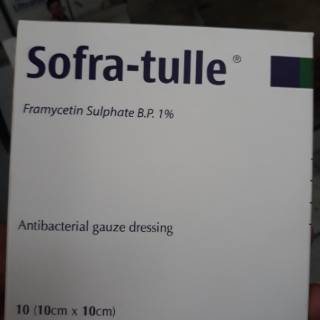 Sofra-tulle®
Framycetin Sulphate B.P. 1%
Antibacterial gauze dressing
10 (10cm x 10cm)